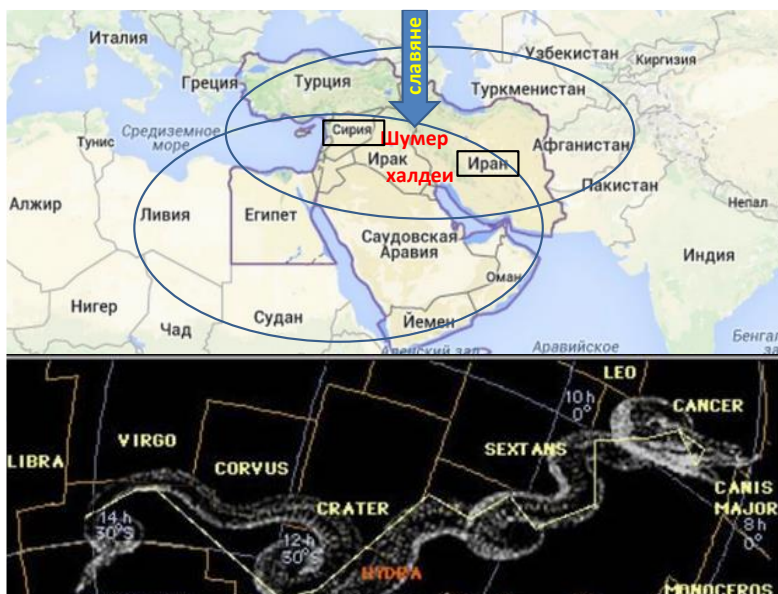 Италия
Греция
Турция
славяне
Узбекистан
Киргизия
Туркменистан
Тунис
Средиземное
море
Сирия
Шумер
Ирак
халдеи
Иран
Афганистан
Пакистан
Непал
Алжир
Ливия
Египет
Саудовская
Аравия
Индия
Оман
Нигер
Чад
Судан
Йемен
Аравийское
LEO
10 h
0°
CANCER
VIRGO
SEXTANS
LIBRA
CORVUS
CRATER
CANIS
MAJOR
14 h
30°S
12 h
30°S
8 h
0°
HYDRA
MONOCEROS